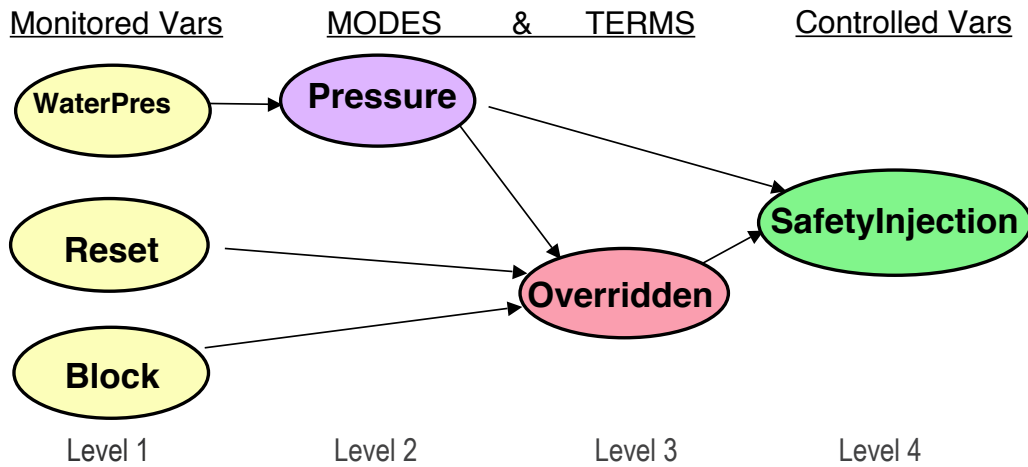 Monitored Vars MODES & TERMS Controlled Vars
WaterPres
Pressure
Reset
Overridden
SafetyInjection
Block
Level 1 Level 2 Level 3 Level 4